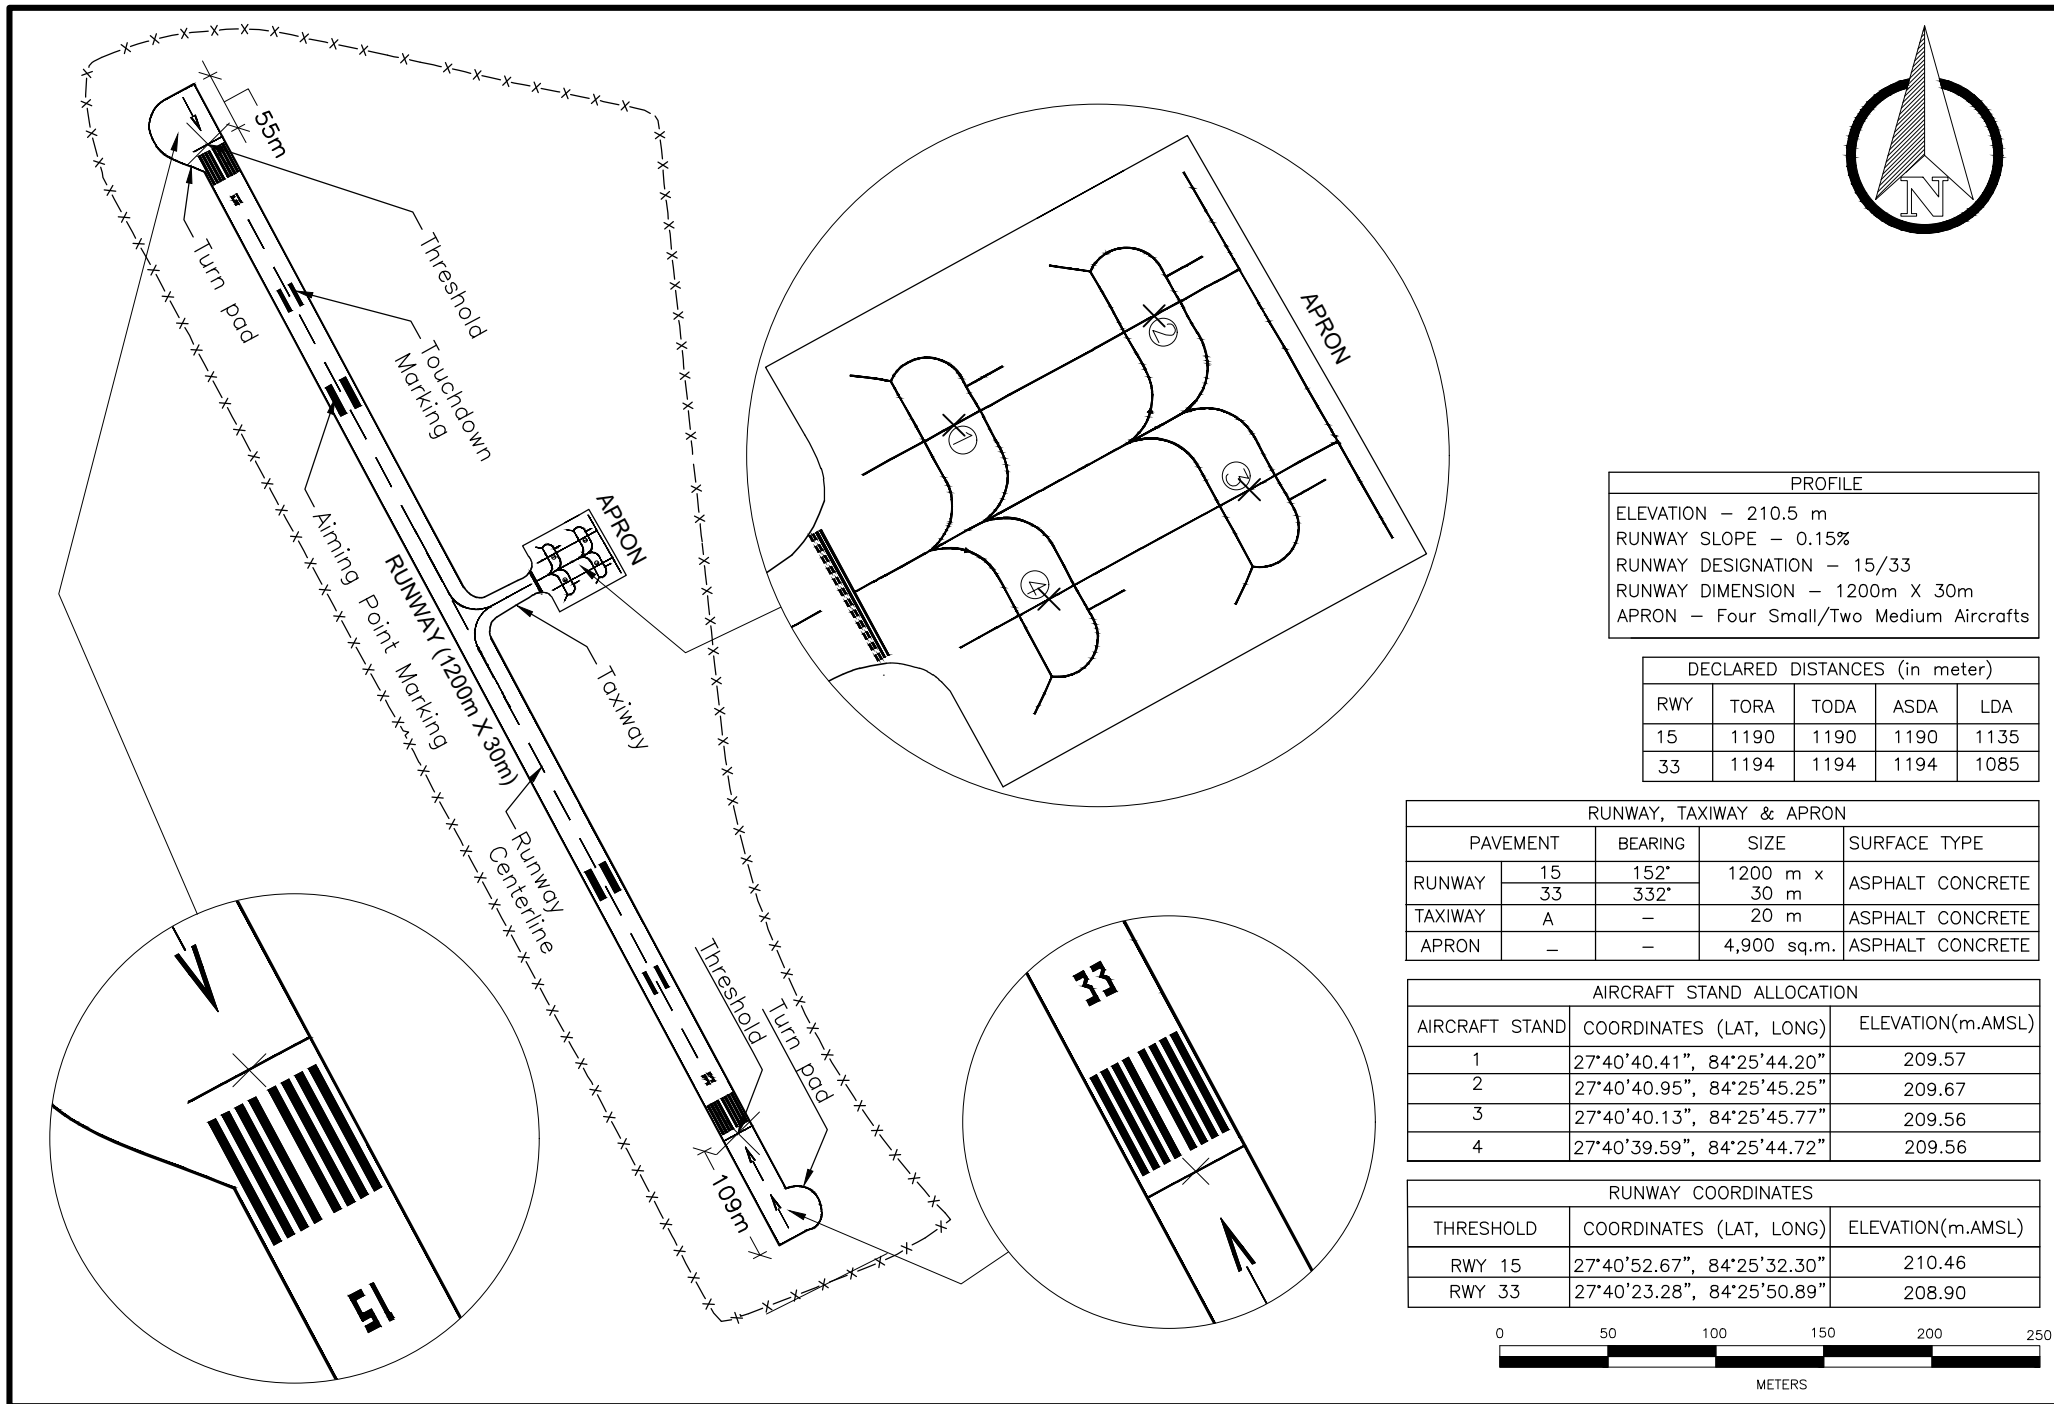 N
55m
Threshold
Turn pad
Touchdown
Marking
Aiming Point Marking
APRON
RUNWAY (1200m X 30m)
Taxiway
Runway
Centerline
Threshold
Turn pad
109m
15
33
APRON
1
2
3
4
PROFILE
ELEVATION – 210.5 m
RUNWAY SLOPE – 0.15%
RUNWAY DESIGNATION – 15/33
RUNWAY DIMENSION – 1200m X 30m
APRON – Four Small/Two Medium Aircrafts
DECLARED DISTANCES (in meter)
RWY TORA TODA ASDA LDA
15 1190 1190 1190 1135
33 1194 1194 1194 1085
RUNWAY, TAXIWAY & APRON
PAVEMENT BEARING SIZE SURFACE TYPE
RUNWAY 15 152° 1200 m x 30 m ASPHALT CONCRETE
33 332°
TAXIWAY A – 20 m ASPHALT CONCRETE
APRON – – 4,900 sq.m. ASPHALT CONCRETE
AIRCRAFT STAND ALLOCATION
AIRCRAFT STAND COORDINATES (LAT, LONG) ELEVATION(m.AMSL)
1 27°40'40.41", 84°25'44.20" 209.57
2 27°40'40.95", 84°25'45.25" 209.67
3 27°40'40.13", 84°25'45.77" 209.56
4 27°40'39.59", 84°25'44.72" 209.56
RUNWAY COORDINATES
THRESHOLD COORDINATES (LAT, LONG) ELEVATION(m.AMSL)
RWY 15 27°40'52.67", 84°25'32.30" 210.46
RWY 33 27°40'23.28", 84°25'50.89" 208.90
0 50 100 150 200 250
METERS